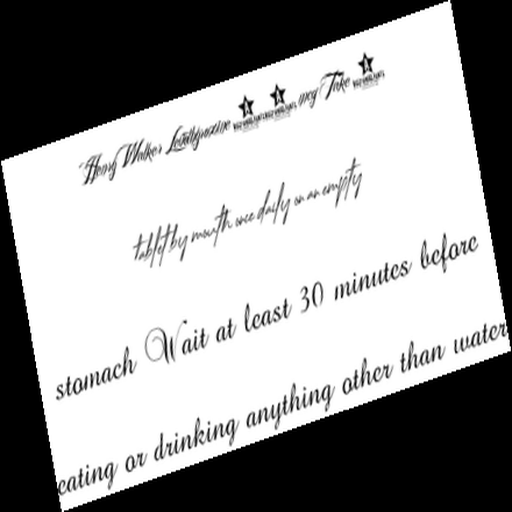 Henry Walker Levothyroxine mcg Take
tablet by mouth once daily on an empty
stomach Wait at least 30 minutes before
eating or drinking anything other than water